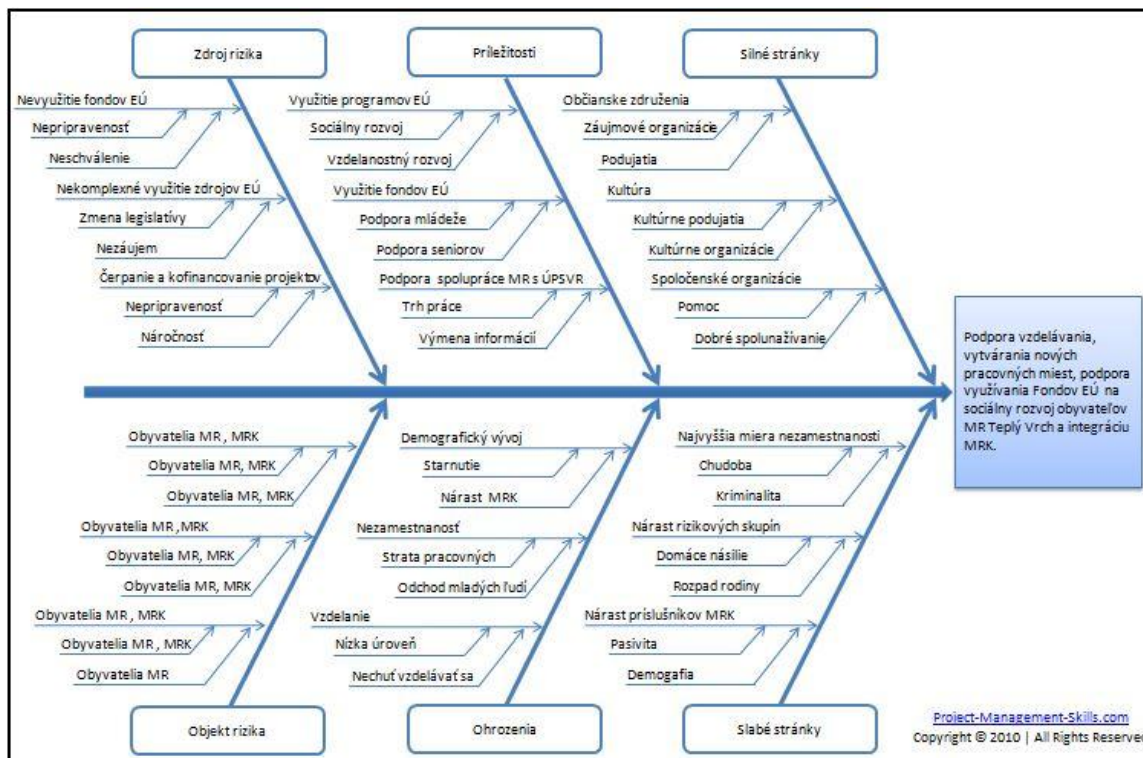 Zdroj rizika
Nevyužitie fondov EÚ
Nepripravenosť
Neschválenie
Nekomplexné využitie zdrojov EÚ
Zmena legislatívy
Nezáujem
Čerpanie a kofinancovanie projektov
Nepripravenosť
Náročnosť
Príležitosti
Využitie programov EÚ
Sociálny rozvoj
Vzdelanostný rozvoj
Využitie fondov EÚ
Podpora mládeže
Podpora seniorov
Podpora spolupráce MR s ÚPSVR
Trh práce
Výmena informácií
Silné stránky
Občianske združenia
Záujmové organizácie
Podujatia
Kultúra
Kultúrne podujatia
Kultúrne organizácie
Spoločenské organizácie
Pomoc
Dobré spolunažívanie
Podpora vzdelávania,
vytvárania nových
pracovných miest, podpora
využívania Fondov EÚ na
sociálny rozvoj obyvateľov
MR Teplý Vrch a integráciu
MRK.
Obyvatelia MR , MRK
Obyvatelia MR, MRK
Obyvatelia MR, MRK
Obyvatelia MR ,MRK
Obyvatelia MR, MRK
Obyvatelia MR, MRK
Obyvatelia MR , MRK
Obyvatelia MR , MRK
Obyvatelia MR
Objekt rizika
Demografický vývoj
Starnutie
Nárast MRK
Nezamestnanosť
Strata pracovných
Odchod mladých ľudí
Vzdelanie
Nízka úroveň
Nechuť vzdelávať sa
Ohrozenia
Najvyššia miera nezamestnanosti
Chudoba
Kriminalita
Nárast rizikových skupín
Domáce násilie
Rozpad rodiny
Nárast príslušníkov MRK
Pasivita
Demogafia
Slabé stránky
Project-Management-Skills.com
Copyright © 2010 | All Rights Reserved